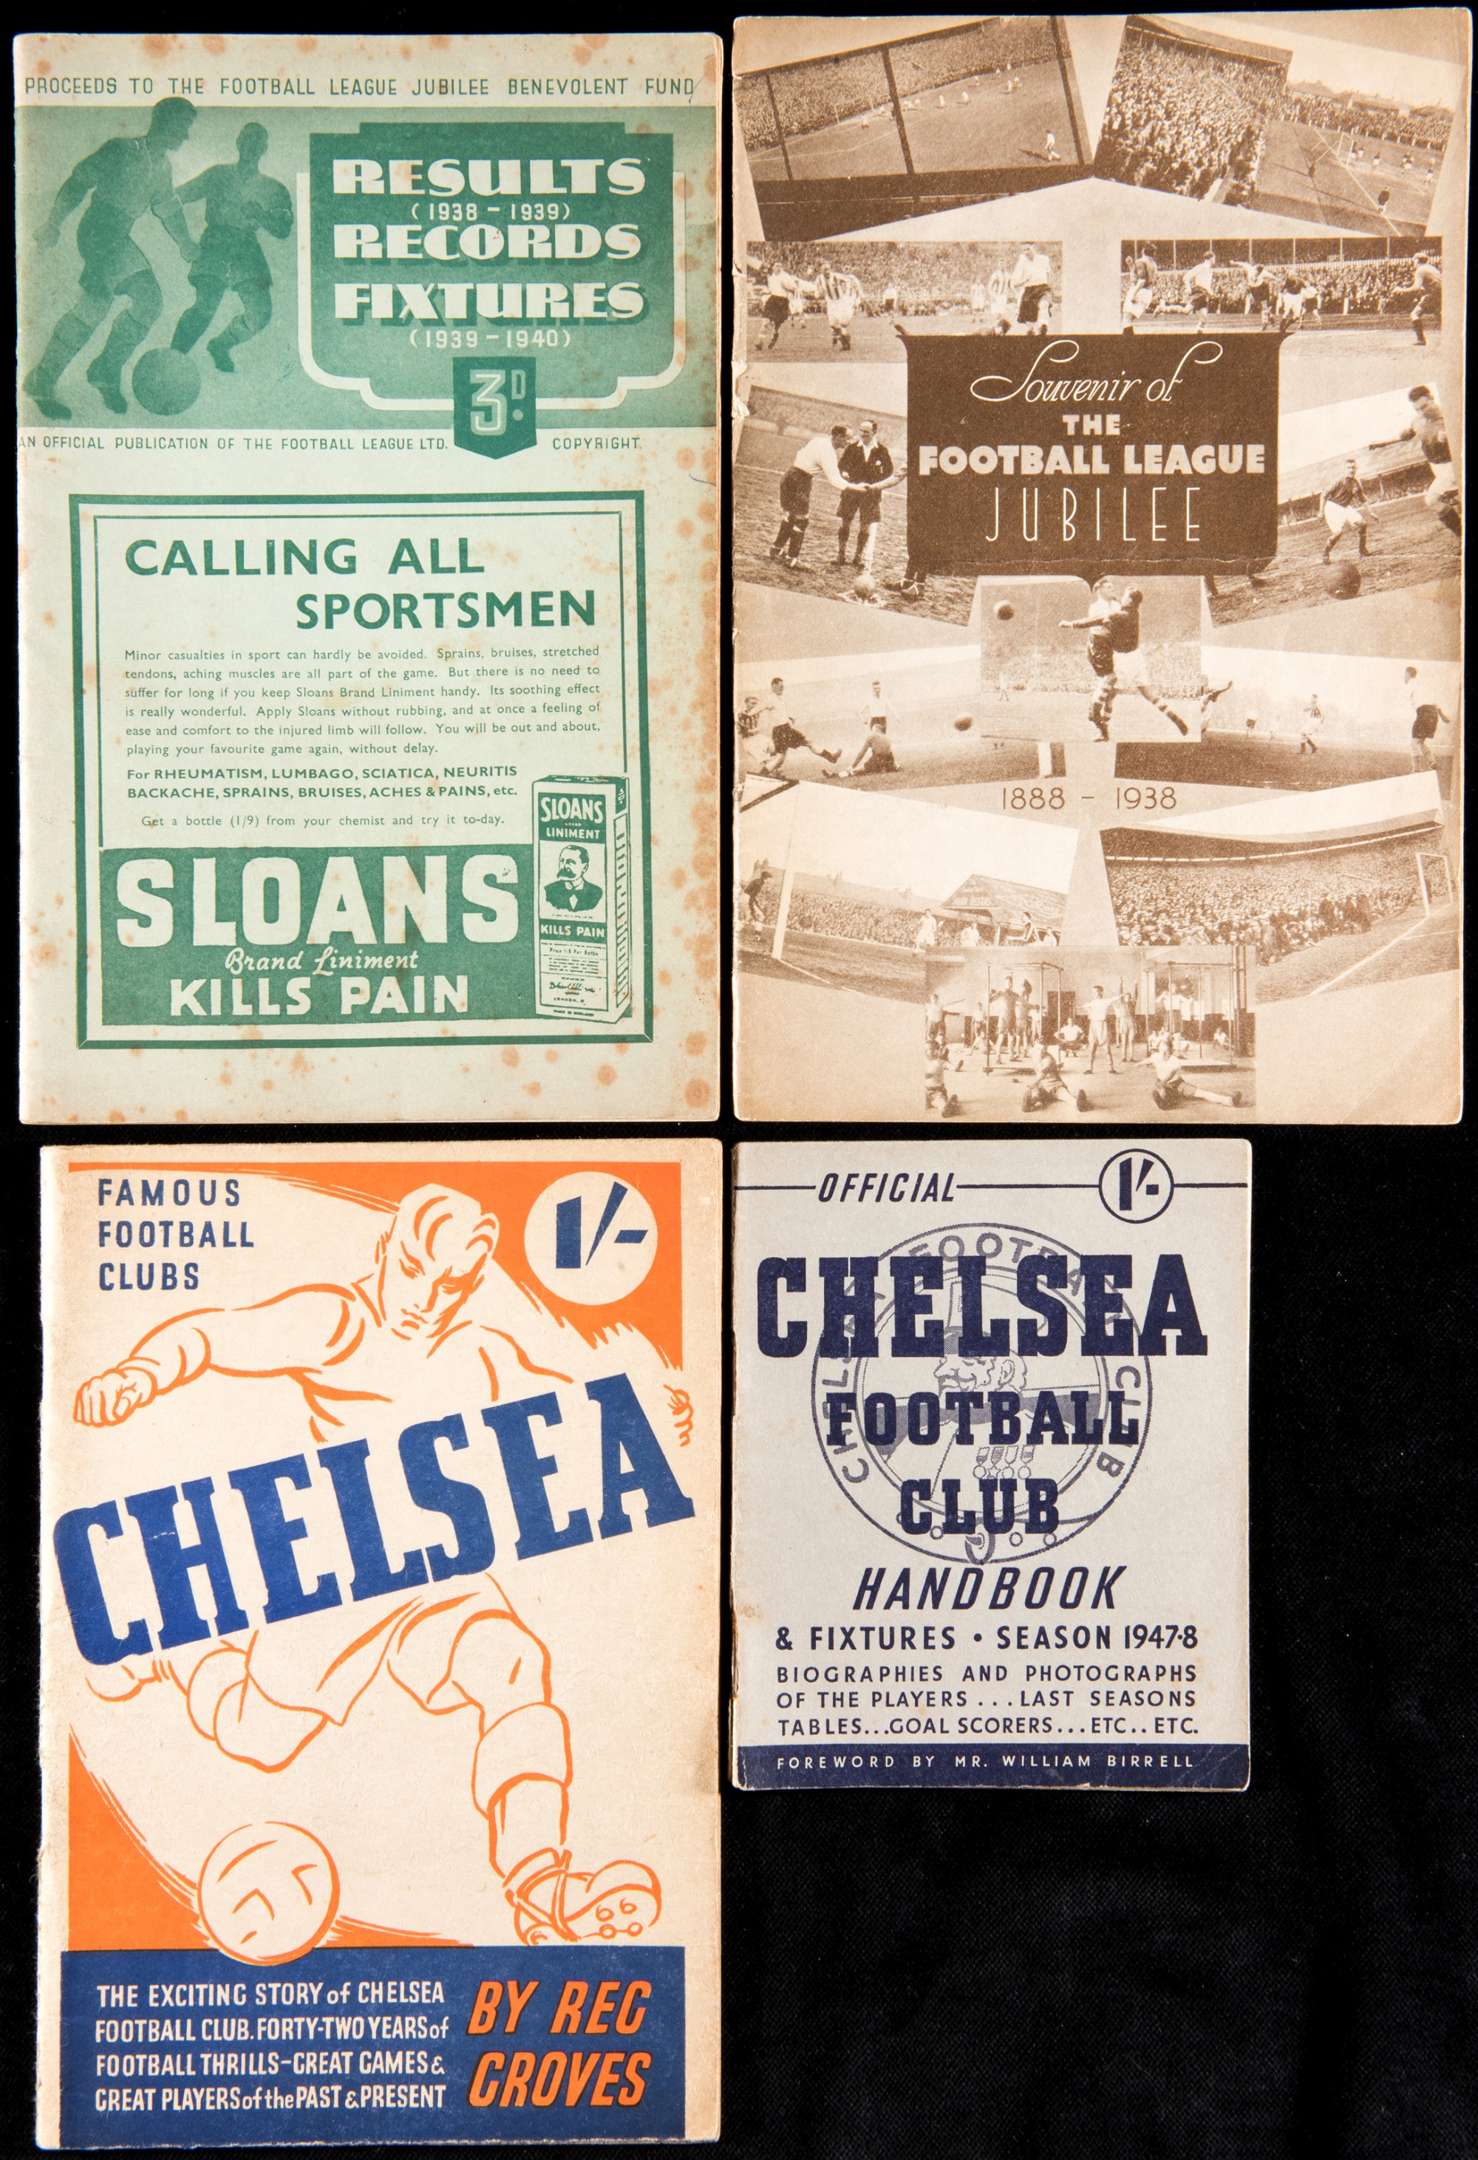 PROCEEDS TO THE FOOTBALL LEAGUE JUBILEE BENEVOLENT FUND
RESULTS
(1938 - 1939)
RECORDS
FIXTURES
(1939 - 1940)
3D.
AN OFFICIAL PUBLICATION OF THE FOOTBALL LEAGUE LTD. COPYRIGHT.
CALLING ALL
SPORTSMEN
Minor casualties in sport can hardly be avoided. Sprains, bruises, stretched
tendons, aching muscles are all part of the game. But there is no need to
suffer for long if you keep Sloans Brand Liniment handy. Its soothing effect
is really wonderful. Apply Sloans without rubbing, and at once a feeling of
ease and comfort to the injured limb will follow. You will be out and about,
playing your favourite game again, without delay.
For RHEUMATISM, LUMBAGO, SCIATICA, NEURITIS
BACKACHE, SPRAINS, BRUISES, ACHES & PAINS, etc.
Get a bottle (1/9) from your chemist and try it to-day.
SLOANS
Brand Liniment
KILLS PAIN
SLOANS
LINIMENT
KILLS PAIN
Souvenir of
THE
FOOTBALL LEAGUE
JUBILEE
1888 - 1938
FAMOUS
FOOTBALL
CLUBS
1/-
CHELSEA
THE EXCITING STORY of CHELSEA
FOOTBALL CLUB. FORTY-TWO YEARS of
FOOTBALL THRILLS-GREAT GAMES &
GREAT PLAYERS of the PAST & PRESENT
BY REG
GROVES
OFFICIAL
1/-
CHELSEA
FOOTBALL
CLUB
CHELSEA FOOTBALL CLUB
HANDBOOK
& FIXTURES • SEASON 1947-8
BIOGRAPHIES AND PHOTOGRAPHS
OF THE PLAYERS ... LAST SEASONS
TABLES...GOAL SCORERS...ETC.. ETC.
FOREWORD BY MR. WILLIAM BIRRELL